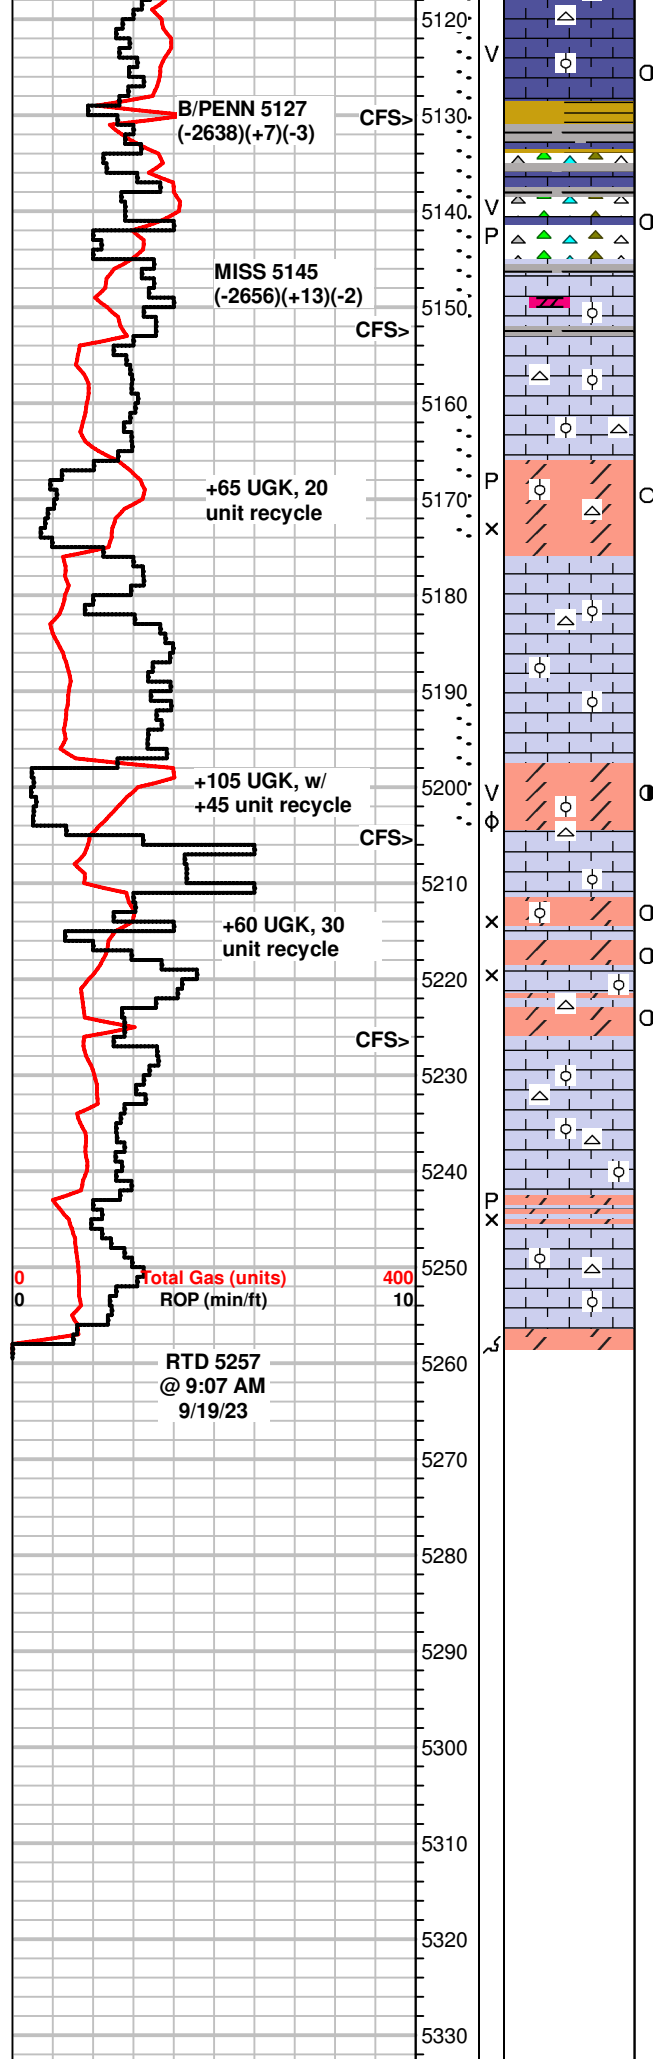 5120
V
B/PENN 5127
(-2638)(+7)(-3)
CFS>
5130
V
5140
P
MISS 5145
(-2656)(+13)(-2)
5150
CFS>
5160
+65 UGK, 20
unit recycle
P
5170
x
5180
5190
+105 UGK, w/
+45 unit recycle
5200
V
ϕ
CFS>
5210
+60 UGK, 30
unit recycle
x
5220
x
CFS>
5230
5240
P
x
5250
0 Total Gas (units) 400
0 ROP (min/ft) 10
5260
RTD 5257
@ 9:07 AM
9/19/23
5270
5280
5290
5300
5310
5320
5330